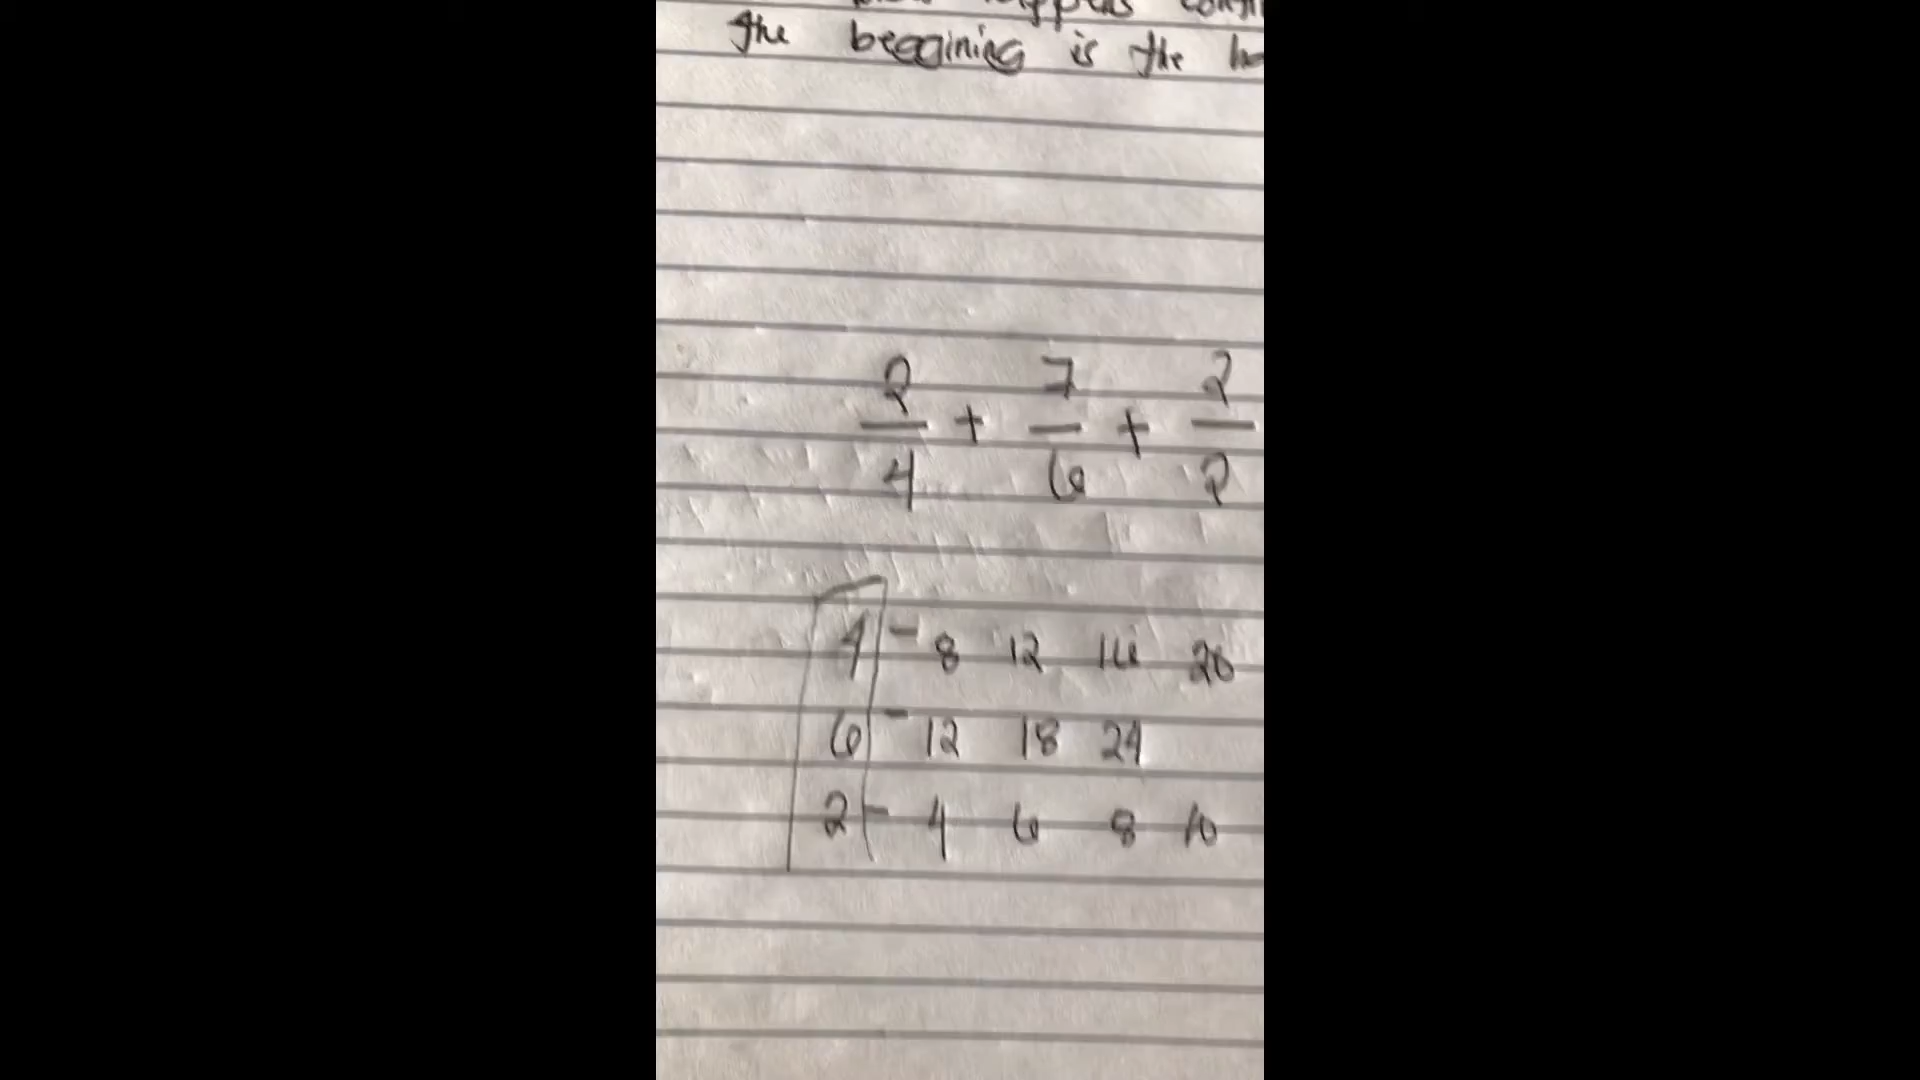 the beggining is the
2/4 + 7/6 + 2/2
4 - 8 12 16 20
6 - 12 18 24
2 - 4 6 8 10